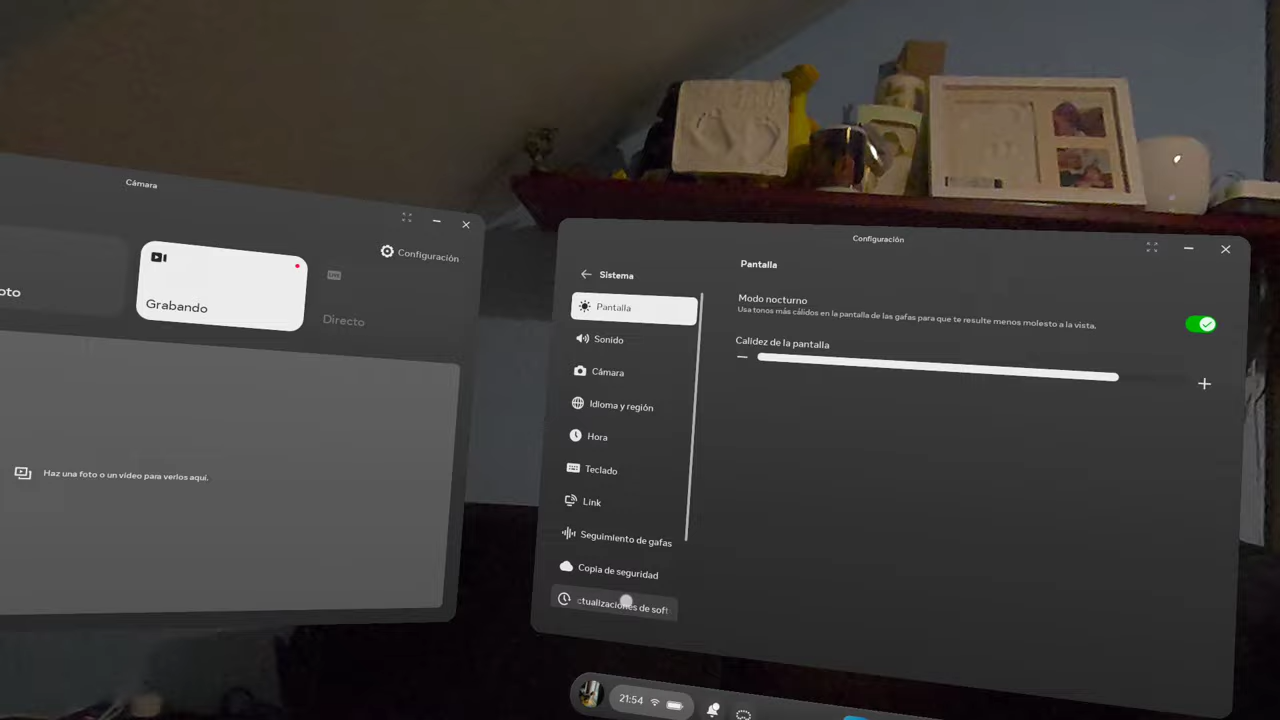 Cámara
Configuración
oto
Grabando
Directo
Haz una foto o un vídeo para verlos aquí.
Configuración
Sistema
Pantalla
Sonido
Cámara
Idioma y región
Hora
Teclado
Link
Seguimiento de gafas
Copia de seguridad
ctualizaciones de soft
Pantalla
Modo nocturno
Usa tonos más cálidos en la pantalla de las gafas para que te resulte menos molesto a la vista.
Calidez de la pantalla
21:54